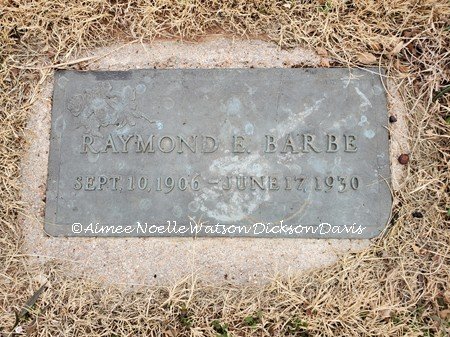 RAYMOND E. BARBE
SEPT. 10, 1906 - JUNE 17, 1930
©Aimee Noelle Watson Dickson Davis